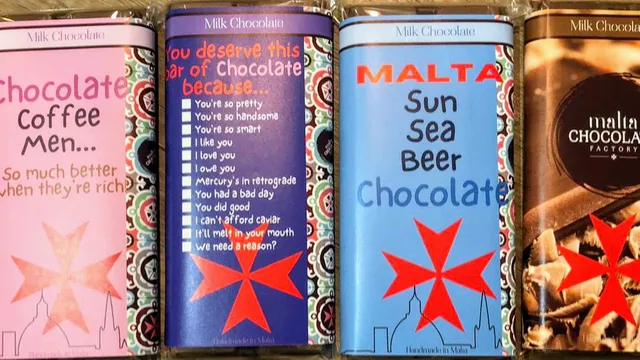 Milk Chocolate
Chocolate
Coffee
Men...
So much better
when they're rich
Milk Chocolate
You deserve this
bar of Chocolate
because...
You're so pretty
You're so handsome
You're so smart
I like you
I love you
I owe you
Mercury's in retrograde
You had a bad day
You did good
I can't afford caviar
It'll melt in your mouth
We need a reason?
Handmade in Malta
Milk Chocolate
MALTA
Sun
Sea
Beer
Chocolate
Handmade in Malta
Milk Chocolate
malta
CHOCOLA
FACTORY